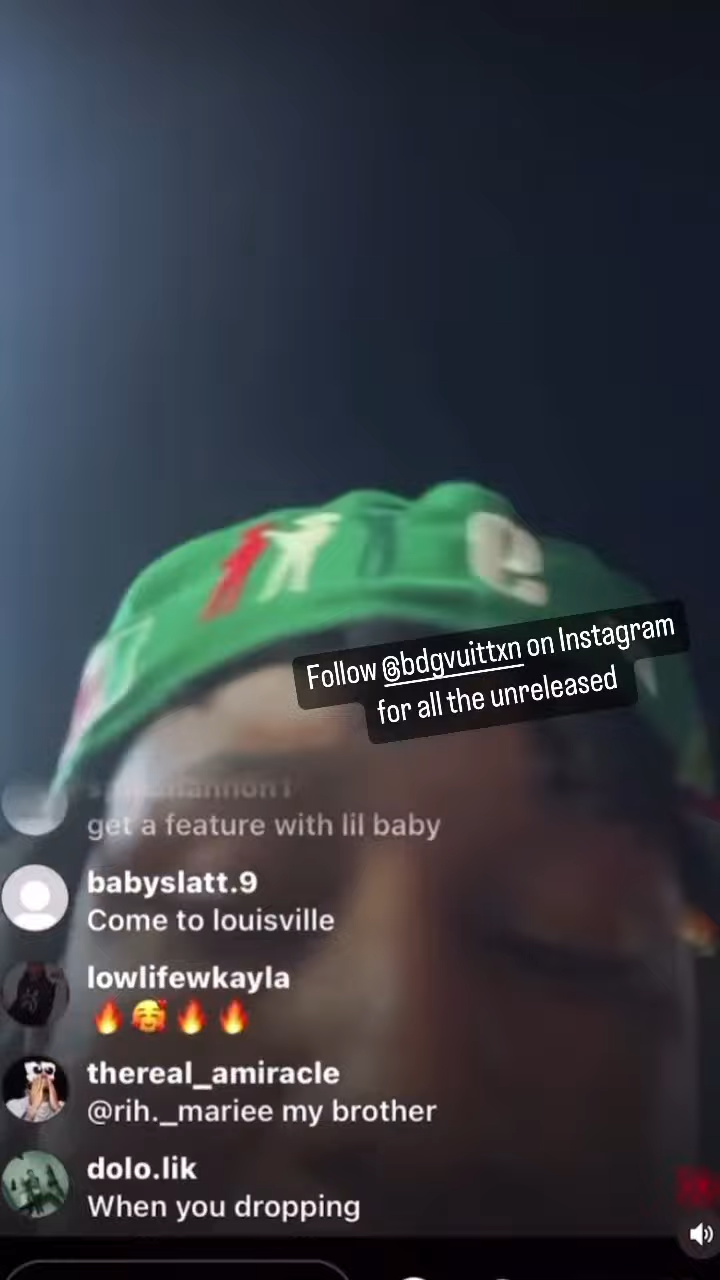 e
Follow @bdgvuittxn on Instagram
for all the unreleased
get a feature with lil baby
babyslatt.9
Come to louisville
lowlifewkayla
🔥🥰🔥🔥
thereal_amiracle
@rih._mariee my brother
dolo.lik
When you dropping